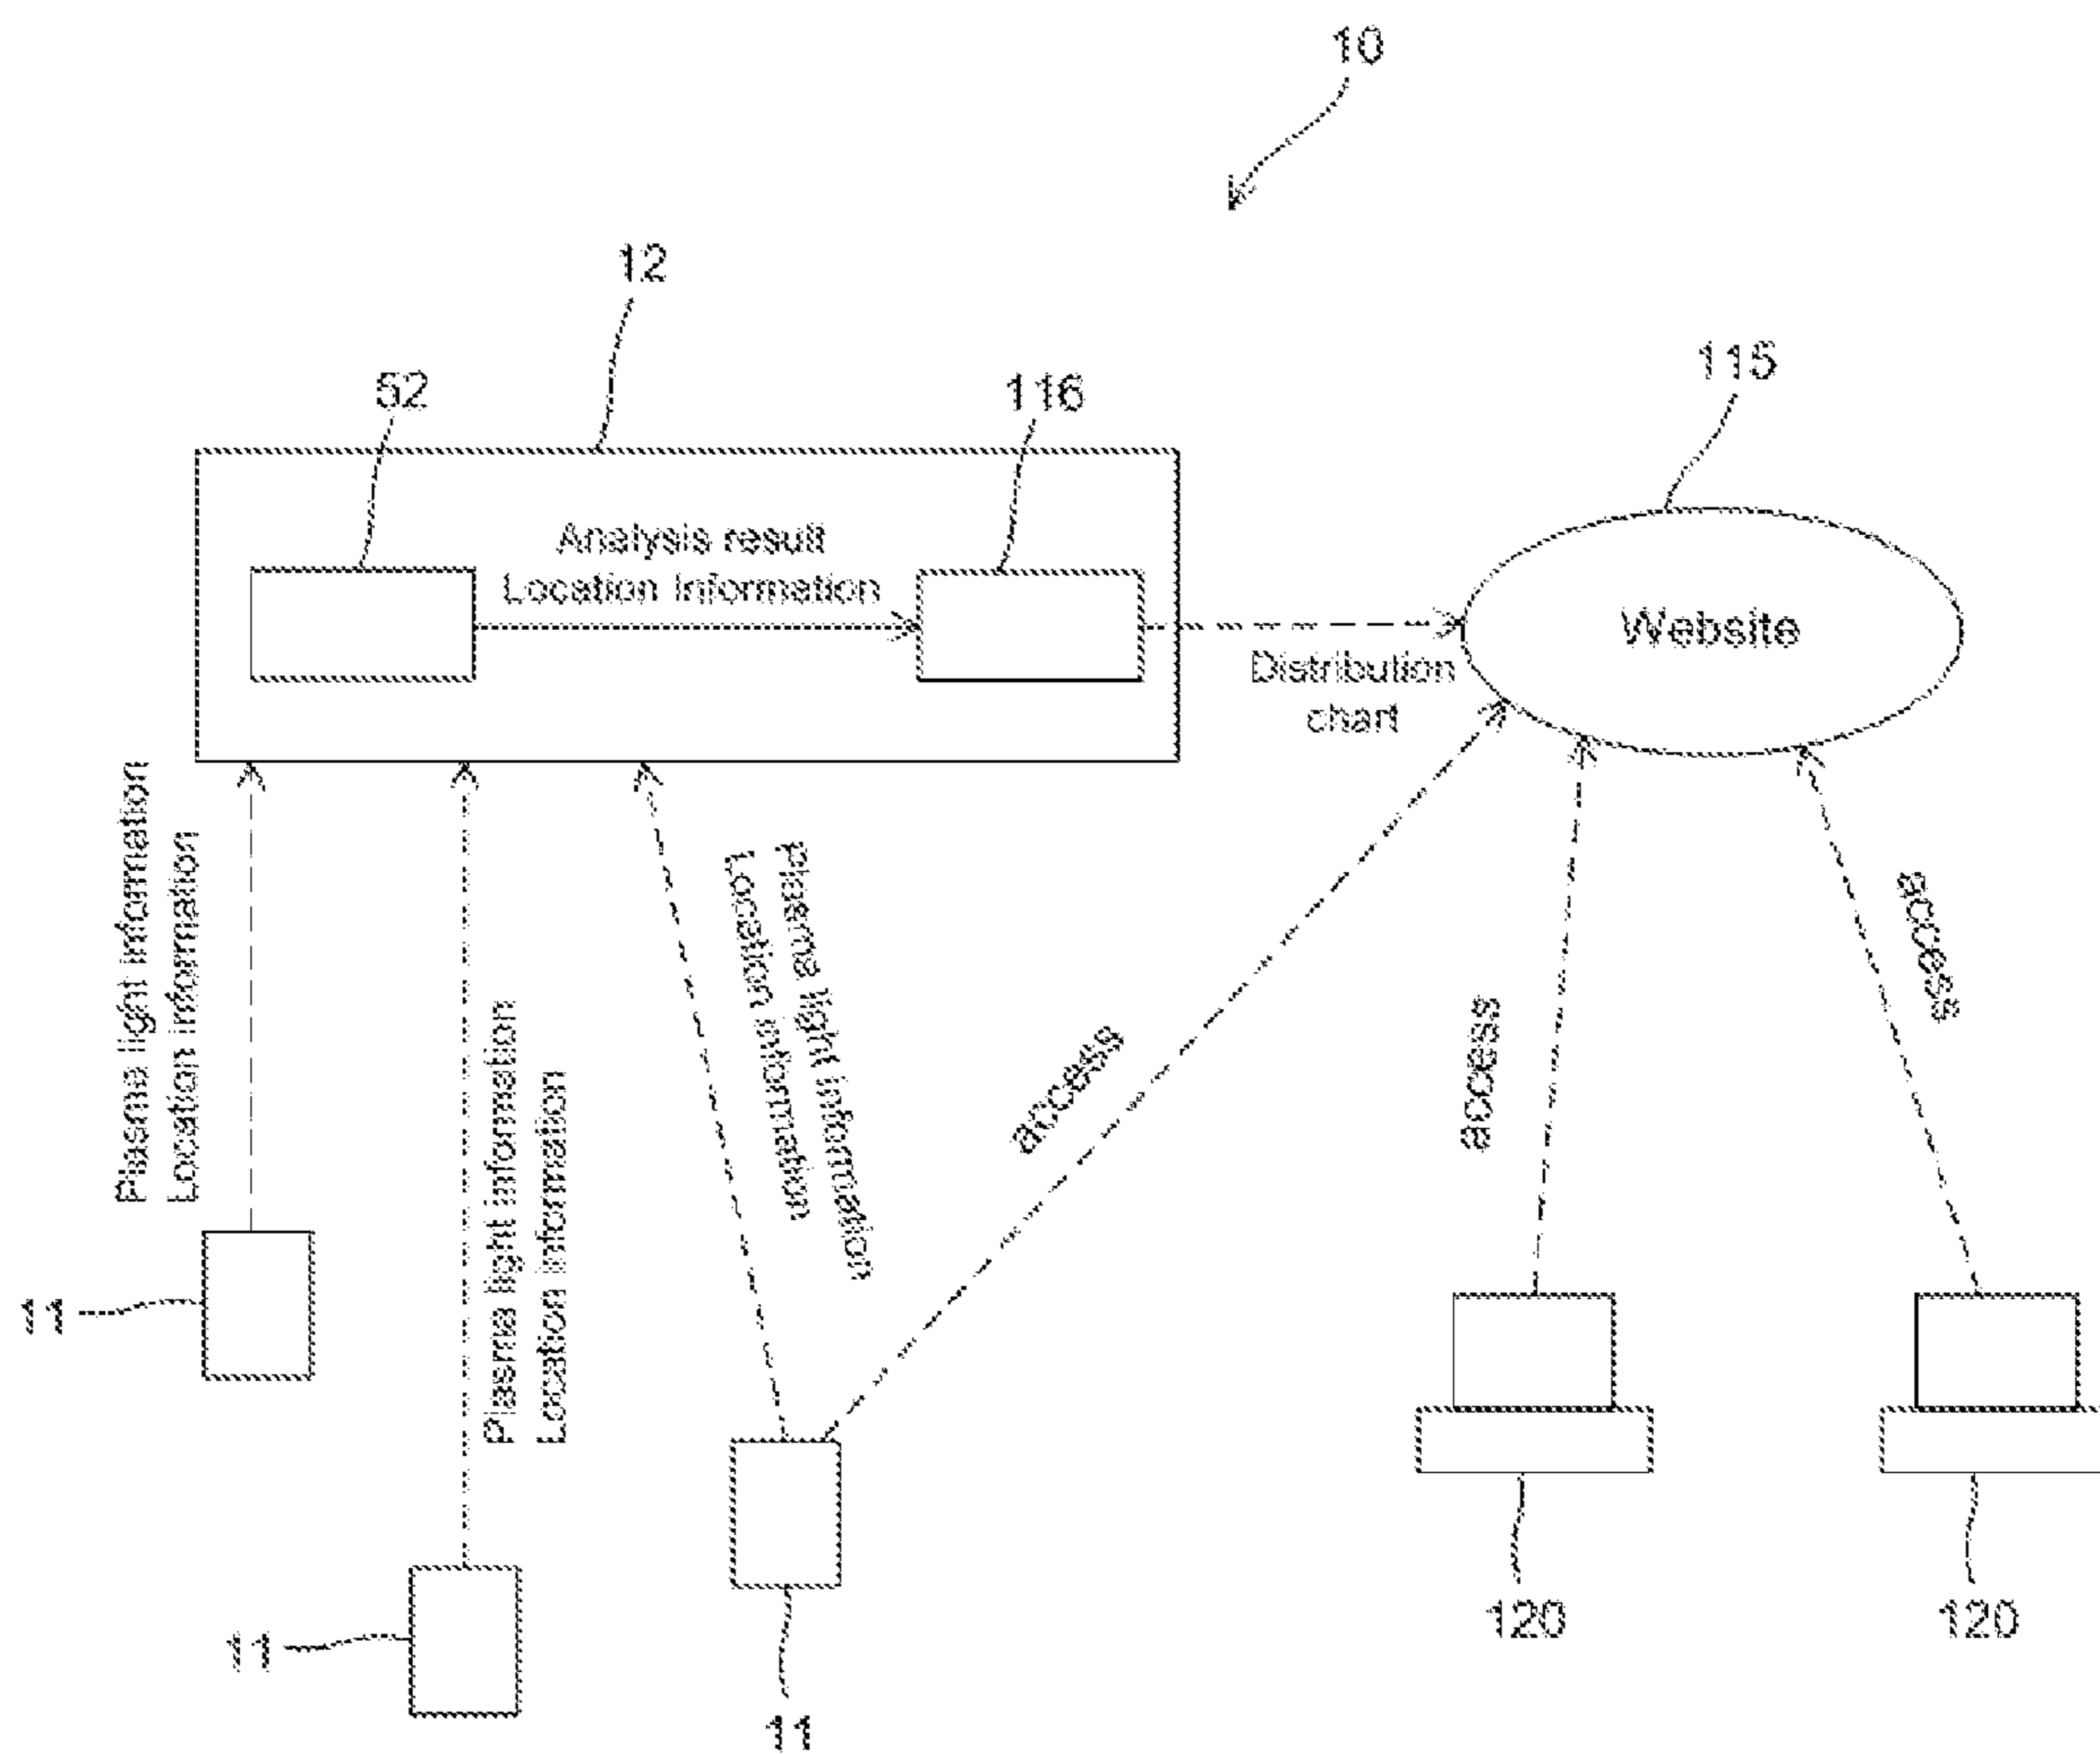 10
12
52
116
115
Analysis result
Location Information
Website
Distribution
chart
Plasma light information
Location information
Plasma light information
Location information
Plasma light information
Location information
access
access
access
11
11
11
120
120